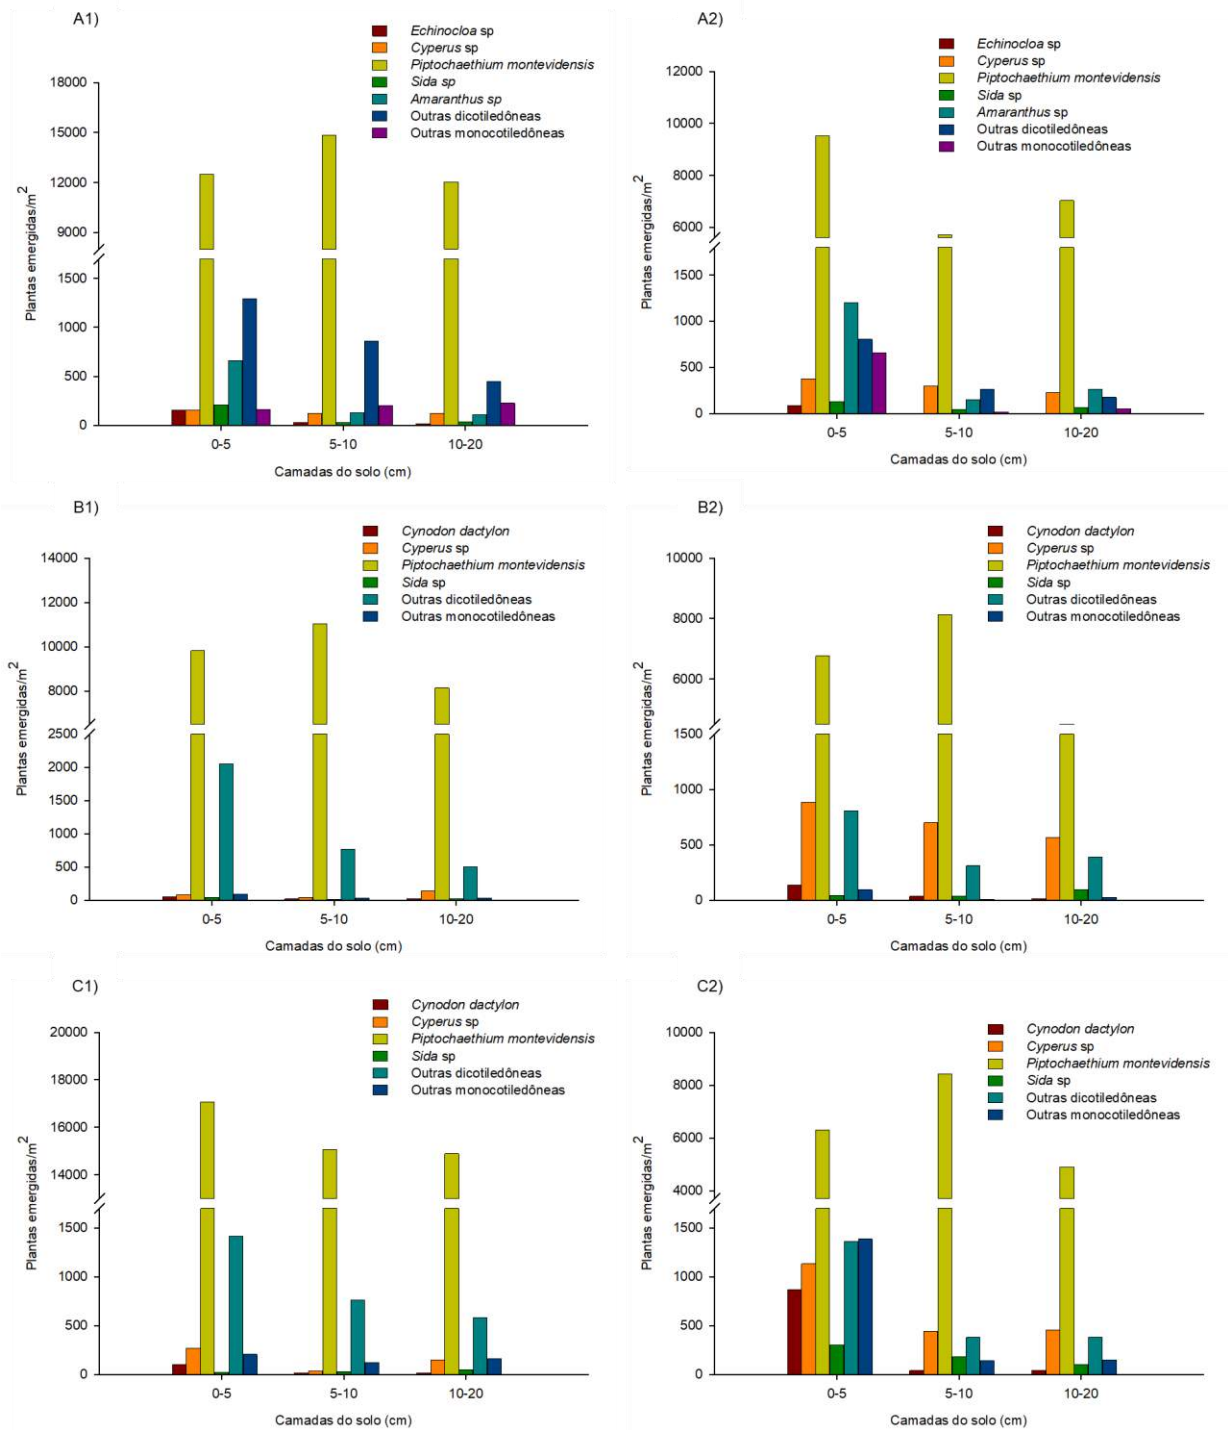 A1)
Echinocloa sp
Cyperus sp
Piptochaethium montevidensis
Sida sp
Amaranthus sp
Outras dicotiledôneas
Outras monocotiledôneas
18000
15000
12000
9000
1500
1000
500
0
Plantas emergidas/m2
0-5
5-10
10-20
Camadas do solo (cm)
A2)
Echinocloa sp
Cyperus sp
Piptochaethium montevidensis
Sida sp
Amaranthus sp
Outras dicotiledôneas
Outras monocotiledôneas
12000
10000
8000
6000
1500
1000
500
0
Plantas emergidas/m2
0-5
5-10
10-20
Camadas do solo (cm)
B1)
Cynodon dactylon
Cyperus sp
Piptochaethium montevidensis
Sida sp
Outras dicotiledôneas
Outras monocotiledôneas
14000
12000
10000
8000
2500
2000
1500
1000
500
0
Plantas emergidas/m2
0-5
5-10
10-20
Camadas do solo (cm)
B2)
Cynodon dactylon
Cyperus sp
Piptochaethium montevidensis
Sida sp
Outras dicotiledôneas
Outras monocotiledôneas
10000
8000
6000
1500
1000
500
0
Plantas emergidas/m2
0-5
5-10
10-20
Camadas do solo (cm)
C1)
Cynodon dactylon
Cyperus sp
Piptochaethium montevidensis
Sida sp
Outras dicotiledôneas
Outras monocotiledôneas
20000
18000
16000
14000
1500
1000
500
0
Plantas emergidas/m2
0-5
5-10
10-20
Camadas do solo (cm)
C2)
Cynodon dactylon
Cyperus sp
Piptochaethium montevidensis
Sida sp
Outras dicotiledôneas
Outras monocotiledôneas
10000
8000
6000
4000
1500
1000
500
0
Plantas emergidas/m2
0-5
5-10
10-20
Camadas do solo (cm)